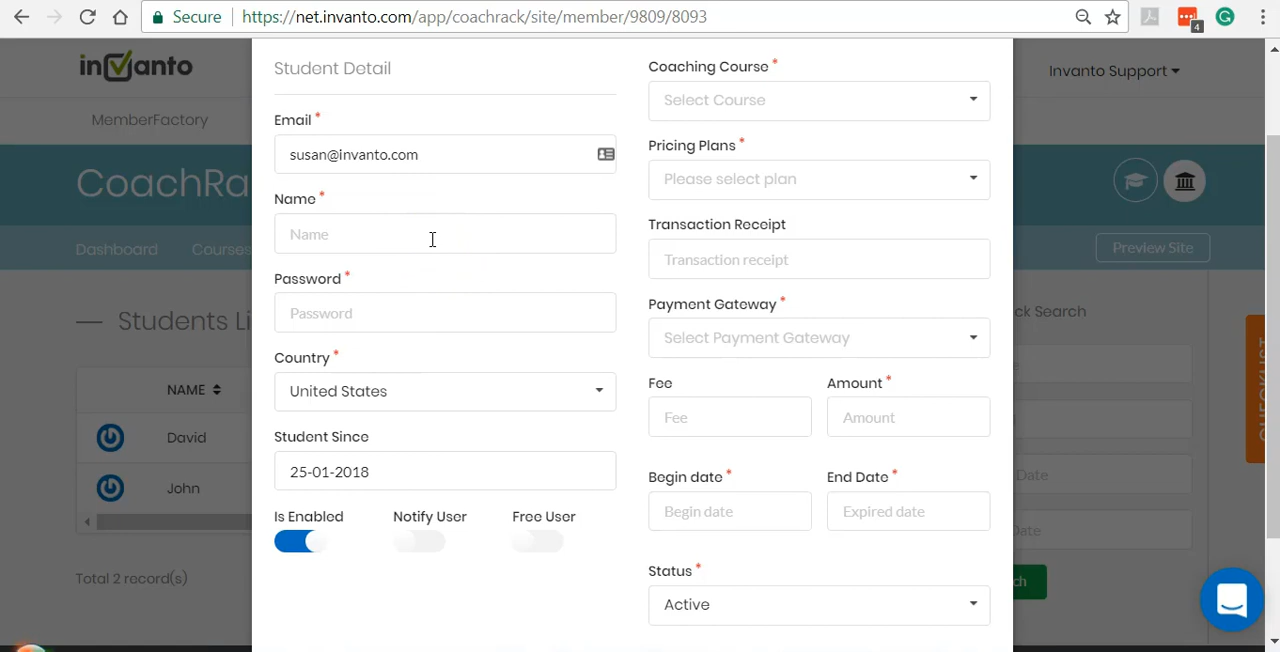 Secure
https://net.invanto.com/app/coachrack/site/member/9809/8093
4
invanto
Invanto Support
MemberFactory
CoachRa
Dashboard
Courses
Preview Site
Students Li
NAME
David
John
Total 2 record(s)
Student Detail
Email *
susan@invanto.com
Name *
Name
Password *
Password
Country *
United States
Student Since
25-01-2018
Is Enabled Notify User Free User
Coaching Course *
Select Course
Pricing Plans *
Please select plan
Transaction Receipt
Transaction receipt
Payment Gateway *
Select Payment Gateway
Fee Amount *
Fee Amount
Begin date * End Date *
Begin date Expired date
Status *
Active
ck Search
e
Date
Date
ch
CHECKLIST